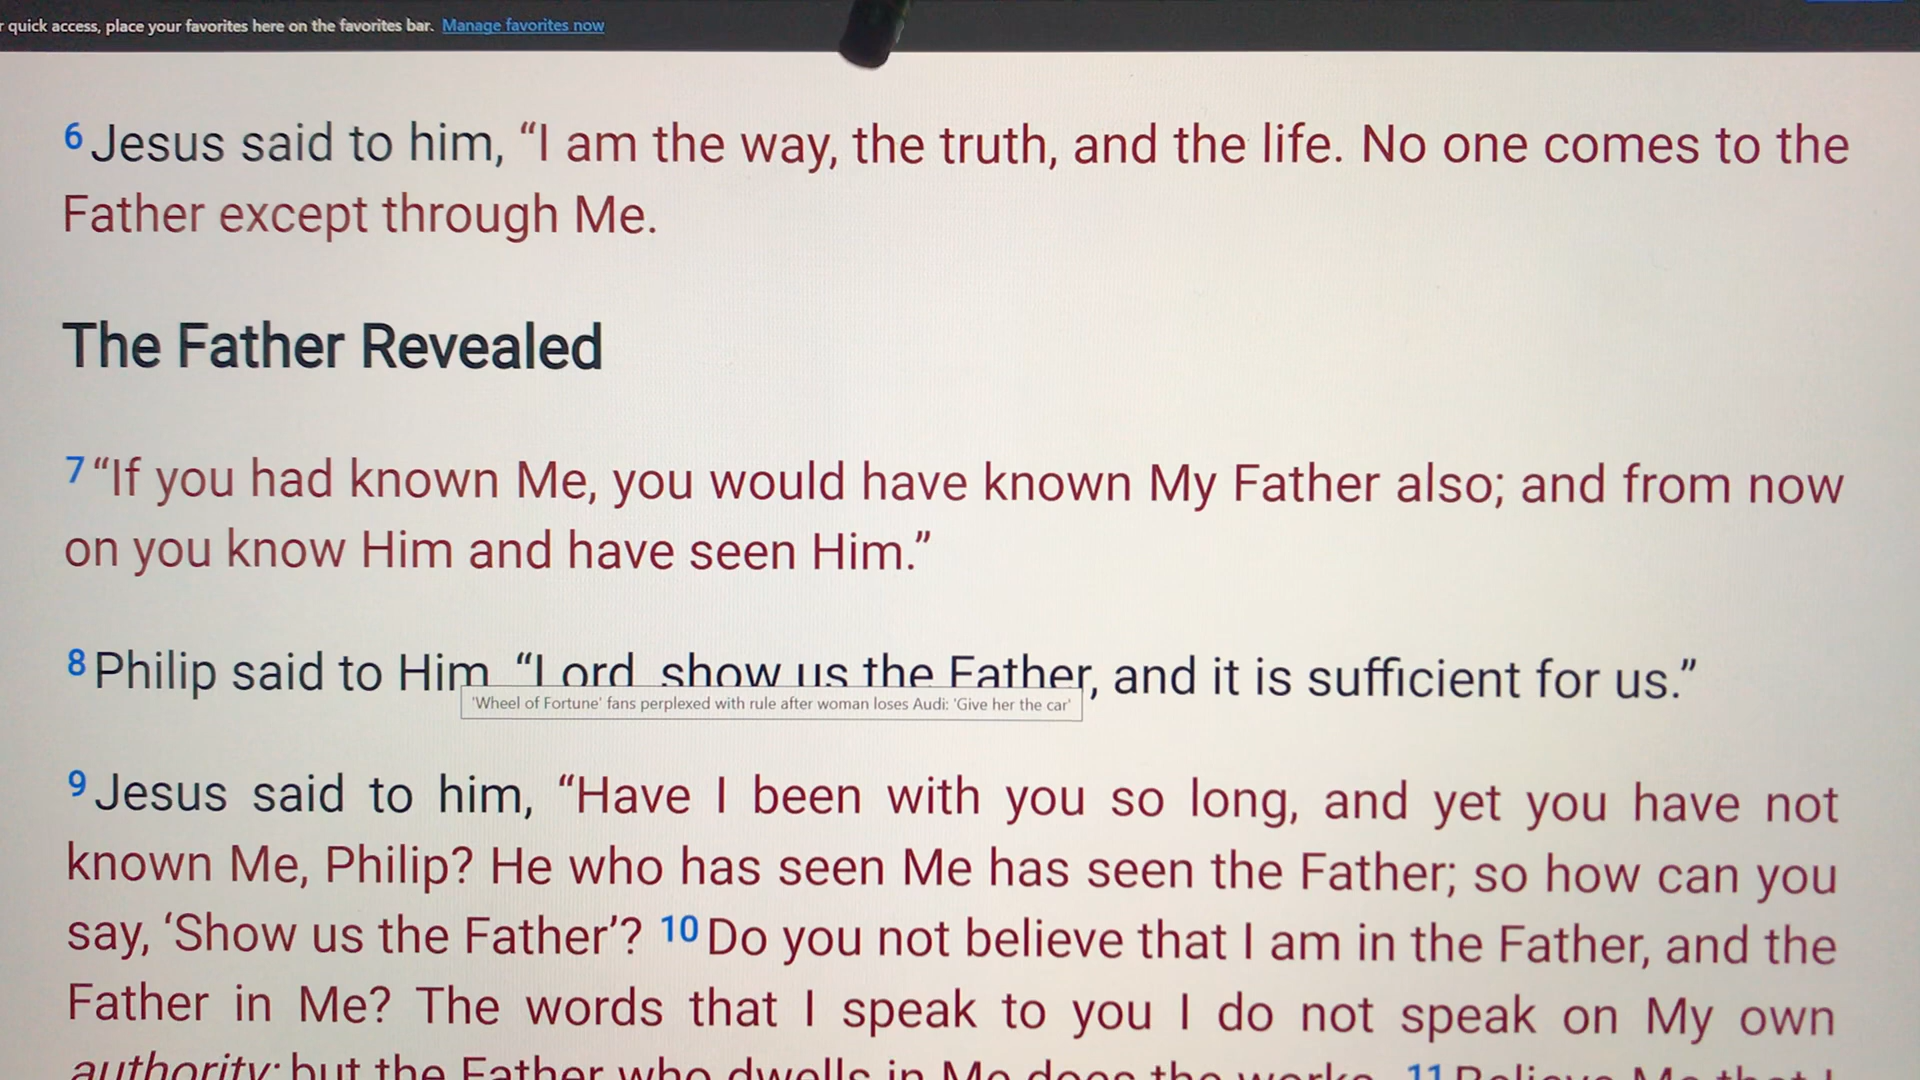 r quick access, place your favorites here on the favorites bar. Manage favorites now
6 Jesus said to him, “I am the way, the truth, and the life. No one comes to the
Father except through Me.
The Father Revealed
7 “If you had known Me, you would have known My Father also; and from now
on you know Him and have seen Him.”
8 Philip said to Him, “Lord, show us the Father, and it is sufficient for us.”
'Wheel of Fortune' fans perplexed with rule after woman loses Audi: 'Give her the car'
9 Jesus said to him, “Have I been with you so long, and yet you have not
known Me, Philip? He who has seen Me has seen the Father; so how can you
say, ‘Show us the Father’? 10 Do you not believe that I am in the Father, and the
Father in Me? The words that I speak to you I do not speak on My own
authority; but the Father who dwells in Me does the works. 11 Believe Me that I